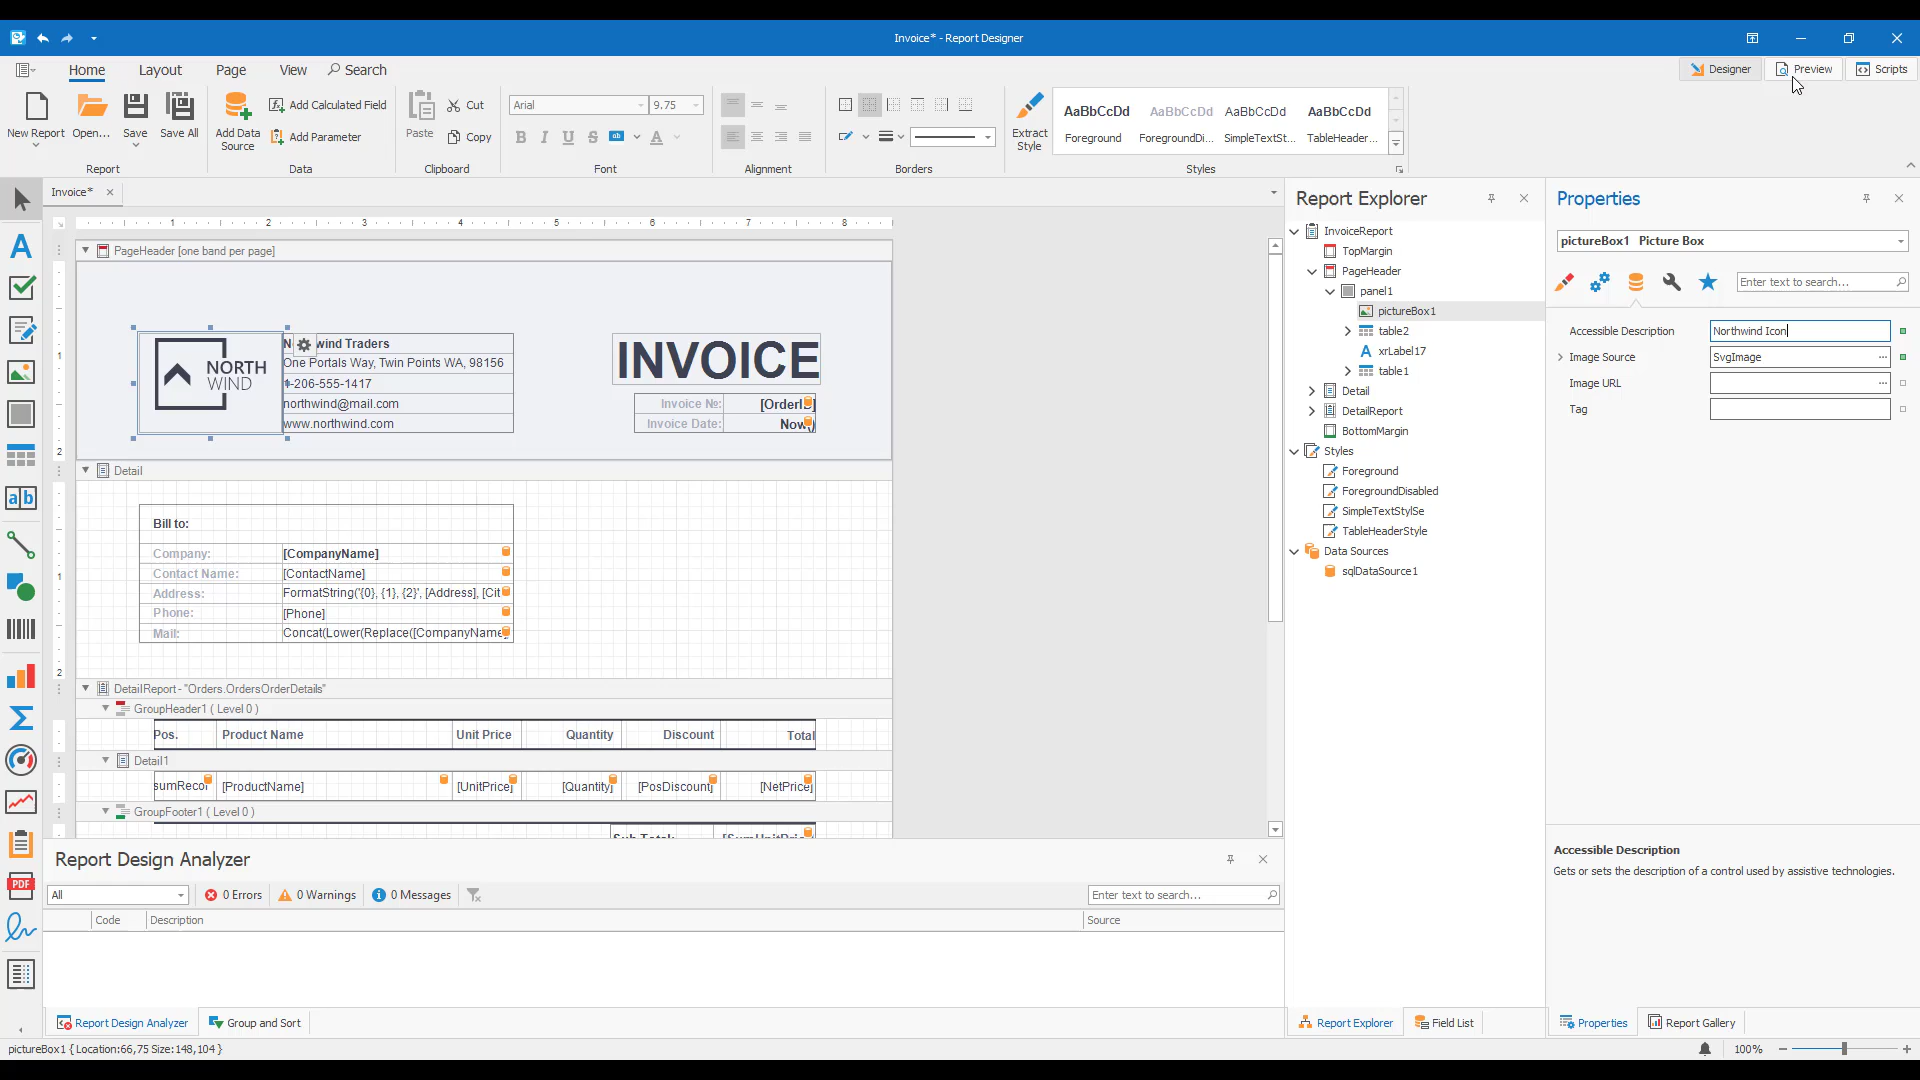 Invoice* - Report Designer
Home Layout Page View Search
Designer Preview Scripts
New Report Open... Save Save All
Report
Add Data Source
Add Calculated Field
Add Parameter
Data
Paste Cut
Copy
Clipboard
Arial 9.75
B I U S A
Font
Alignment
Borders
Extract Style
AaBbCcDd AaBbCcDd AaBbCcDd AaBbCcDd
Foreground ForegroundDi... SimpleTextSt... TableHeader...
Styles
Invoice*
1 2 3 4 5 6 7 8
PageHeader [one band per page]
NORTH
WIND
wind Traders
One Portals Way, Twin Points WA, 98156
-206-555-1417
northwind@mail.com
www.northwind.com
INVOICE
Invoice №:
Invoice Date: Now()
Detail
Bill to:
Company: [CompanyName]
Contact Name: [ContactName]
Address: FormatString('{0}, {1}, {2}', [Address], [Cit
Phone: [Phone]
Mail: Concat(Lower(Replace([CompanyName
DetailReport - "Orders.OrdersOrderDetails"
GroupHeader1 ( Level 0 )
Pos. Product Name Unit Price Quantity Discount Total
Detail1
sumRecor [ProductName] [UnitPrice] [Quantity] [PosDiscount] [NetPrice]
GroupFooter1 ( Level 0 )
Report Design Analyzer
All 0 Errors 0 Warnings 0 Messages Enter text to search...
Code Description Source
Report Design Analyzer Group and Sort
Report Explorer
InvoiceReport
TopMargin
PageHeader
panel1
pictureBox1
table2
xrLabel17
table1
Detail
DetailReport
BottomMargin
Styles
Foreground
ForegroundDisabled
SimpleTextStylSe
TableHeaderStyle
Data Sources
sqlDataSource1
Report Explorer Field List
Properties
pictureBox1 Picture Box
Enter text to search...
Accessible Description Northwind Icon
Image Source SvgImage
Image URL
Tag
Accessible Description
Gets or sets the description of a control used by assistive technologies.
Properties Report Gallery
pictureBox1 { Location:66,75 Size:148,104 }
100%